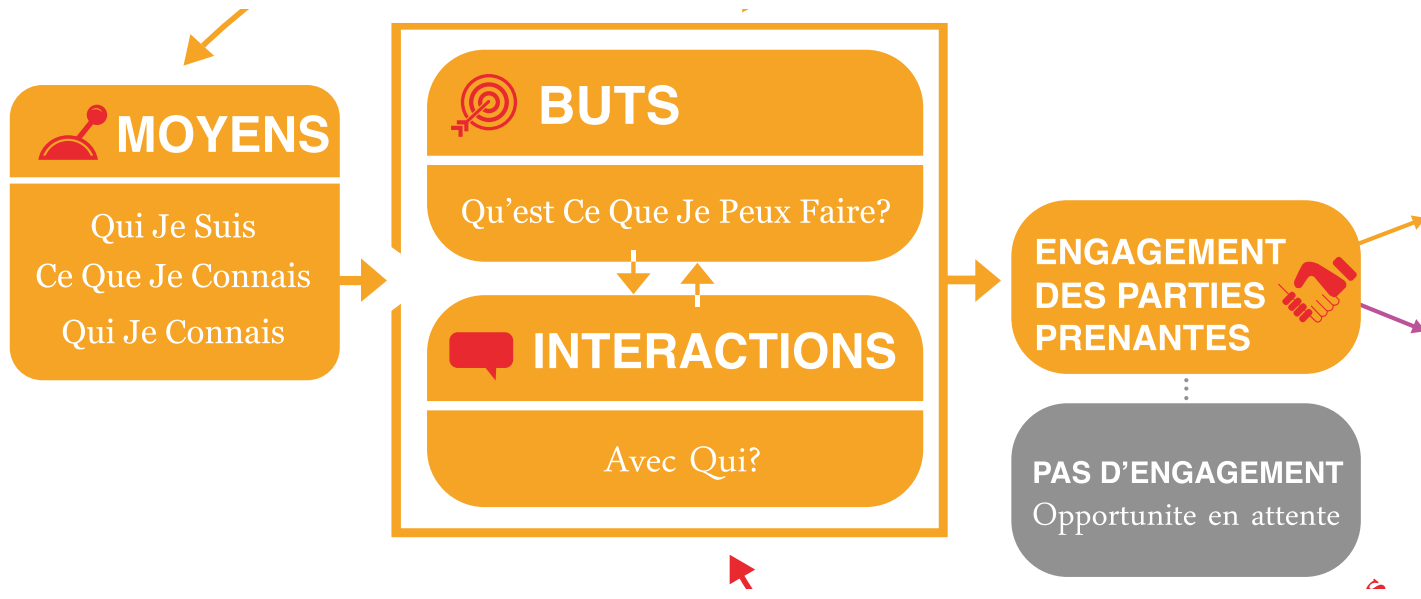 MOYENS
Qui Je Suis
Ce Que Je Connais
Qui Je Connais
BUTS
Qu’est Ce Que Je Peux Faire?
INTERACTIONS
Avec Qui?
ENGAGEMENT
DES PARTIES
PRENANTES
PAS D’ENGAGEMENT
Opportunite en attente